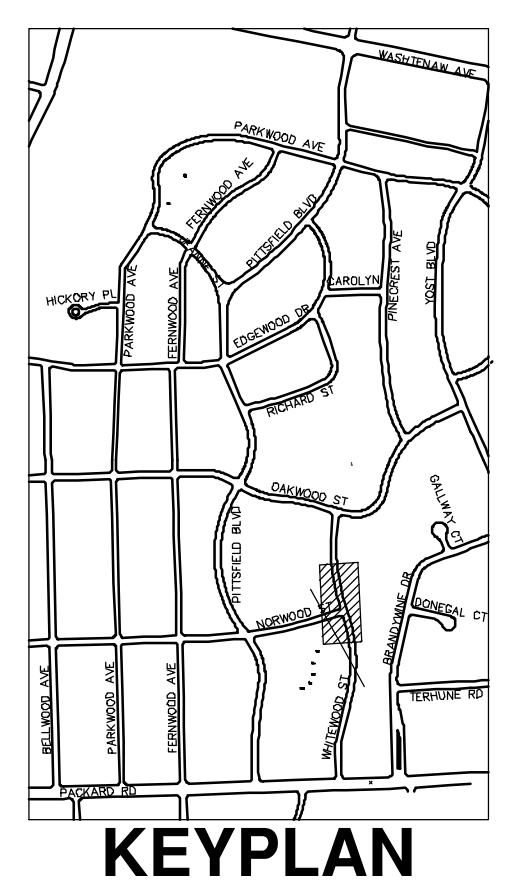 WASHTENAW AVE
PARKWOOD AVE
FERNWOOD AVE
PITTSFIELD BLVD
PINECREST AVE
YOST BLVD
CAROLYN
HICKORY PL
PARKWOOD AVE
FERNWOOD AVE
EDGEWOOD DR
RICHARD ST
OAKWOOD ST
GALLWAY CT
PITTSFIELD BLVD
NORWOOD ST
BRANDYWINE DR
DONEGAL CT
BELLWOOD AVE
PARKWOOD AVE
FERNWOOD AVE
WHITEWOOD ST
TERHUNE RD
PACKARD RD
KEYPLAN